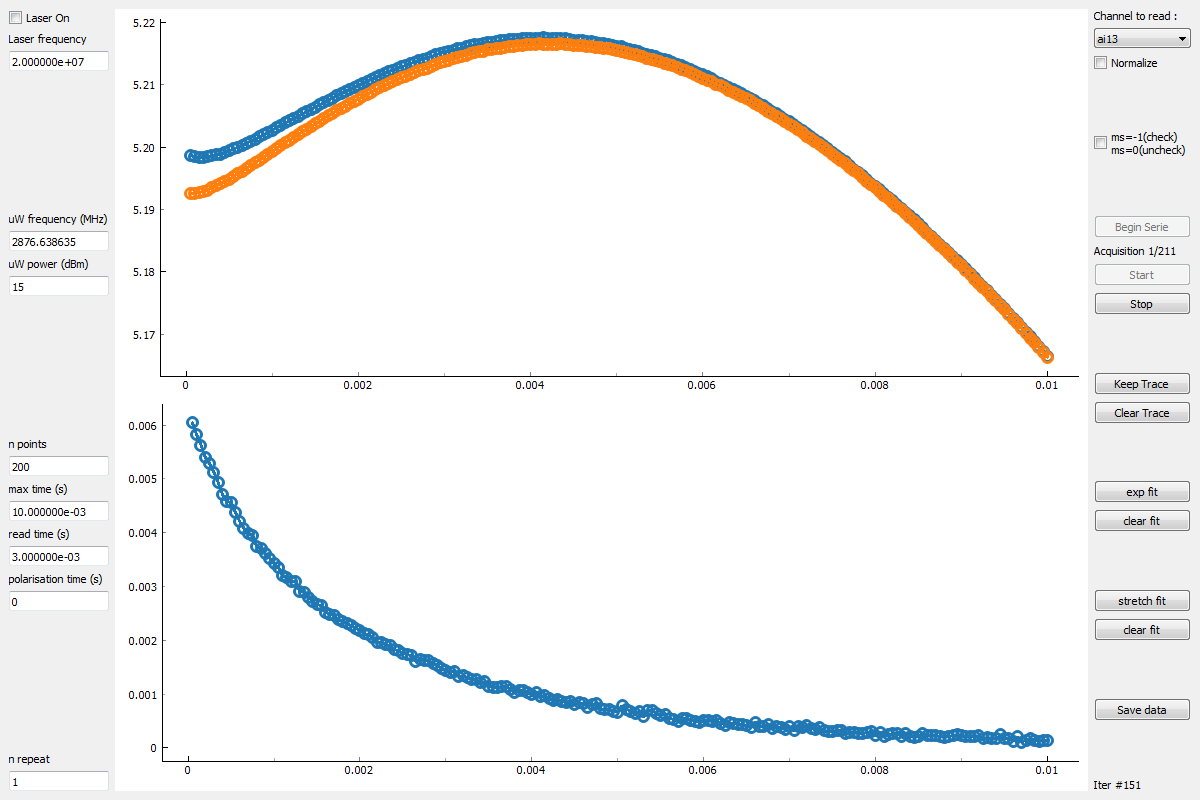 Laser On
Laser frequency
2.000000e+07
uW frequency (MHz)
2876.638635
uW power (dBm)
15
n points
200
max time (s)
10.000000e-03
read time (s)
3.000000e-03
polarisation time (s)
0
n repeat
1
5.22
5.21
5.20
5.19
5.18
5.17
0 0.002 0.004 0.006 0.008 0.01
0.006
0.005
0.004
0.003
0.002
0.001
0
0 0.002 0.004 0.006 0.008 0.01
Channel to read :
ai13
Normalize
ms=-1(check)
ms=0(uncheck)
Begin Serie
Acquisition 1/211
Start
Stop
Keep Trace
Clear Trace
exp fit
clear fit
stretch fit
clear fit
Save data
Iter #151